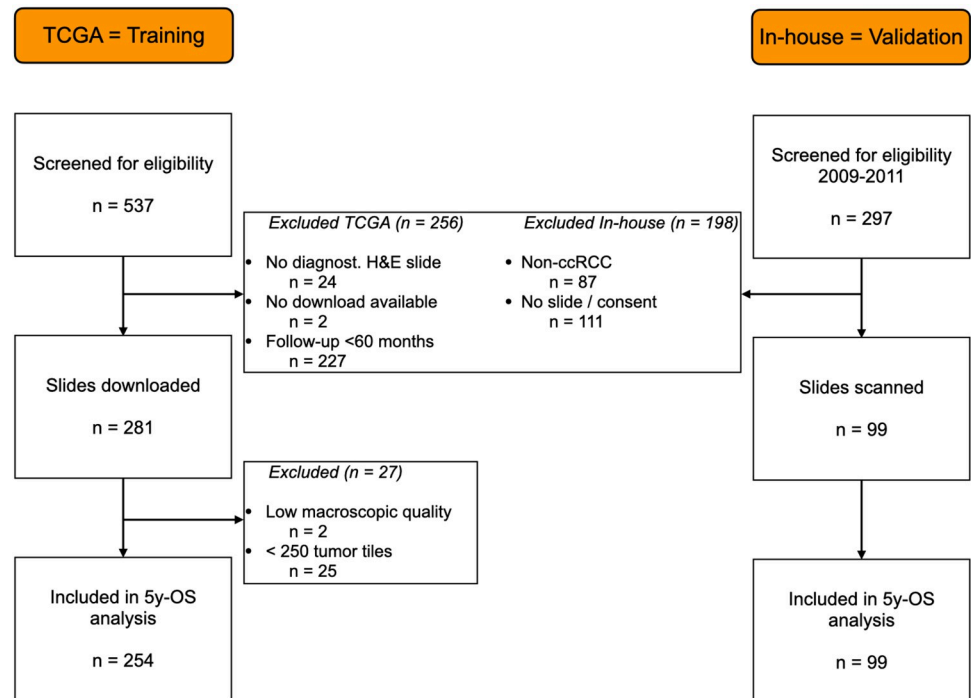 TCGA = Training
In-house = Validation
Screened for eligibility
n = 537
Screened for eligibility
2009-2011
n = 297
Excluded TCGA (n = 256)
• No diagnost. H&E slide
n = 24
• No download available
n = 2
• Follow-up <60 months
n = 227
Excluded In-house (n = 198)
• Non-ccRCC
n = 87
• No slide / consent
n = 111
Slides downloaded
n = 281
Slides scanned
n = 99
Excluded (n = 27)
• Low macroscopic quality
n = 2
• < 250 tumor tiles
n = 25
Included in 5y-OS
analysis
n = 254
Included in 5y-OS
analysis
n = 99